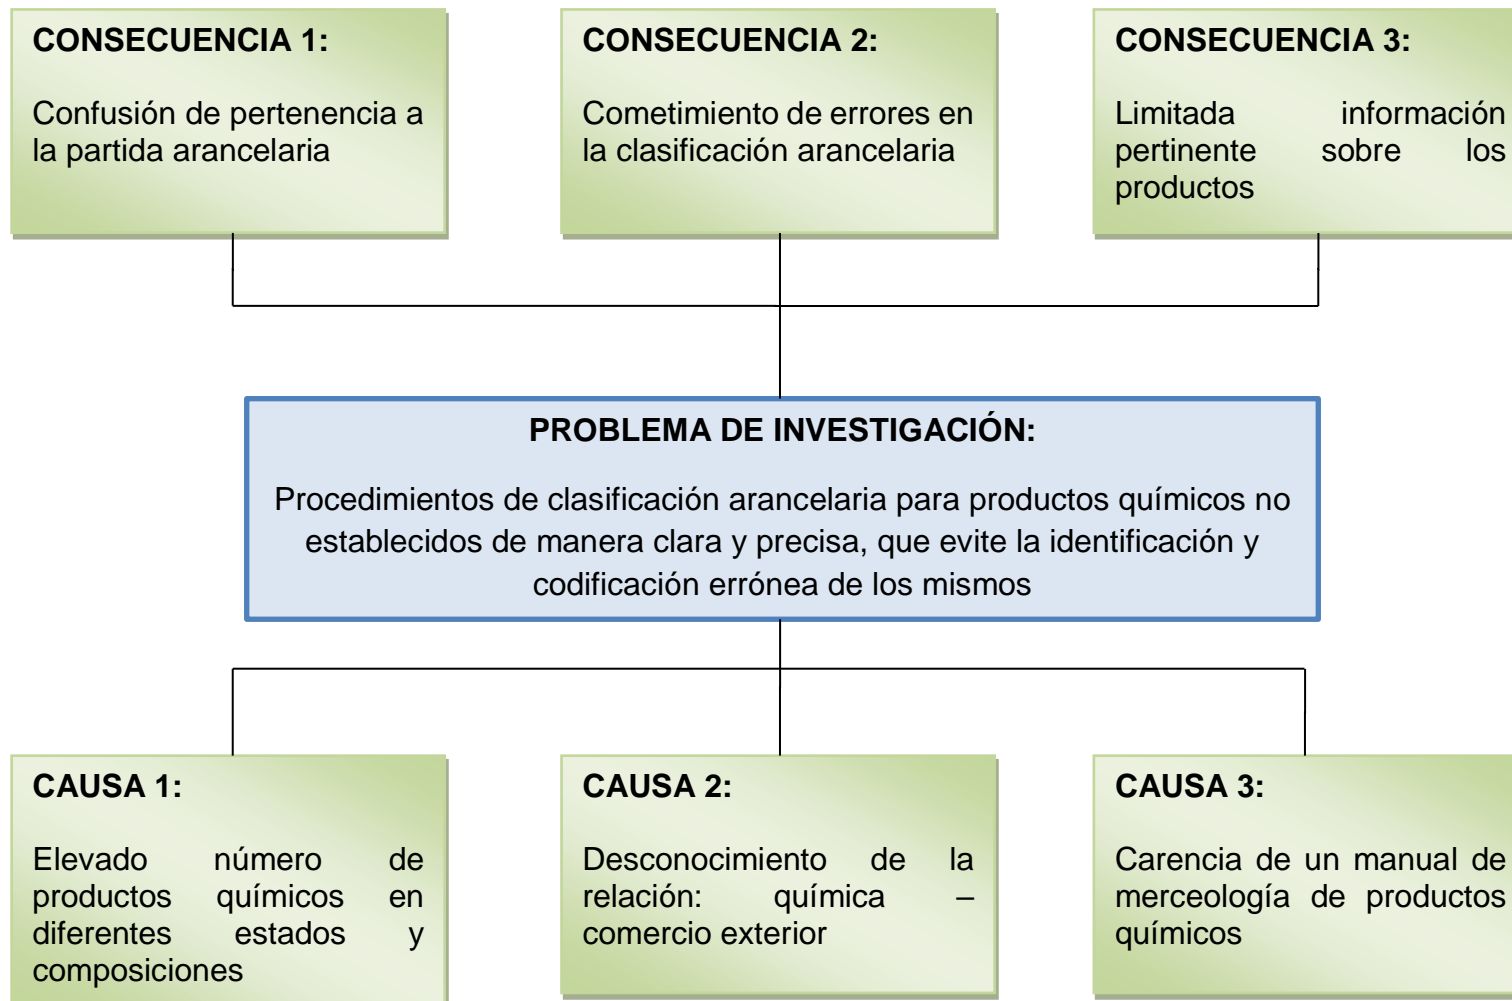 CONSECUENCIA 1:
Confusión de pertenencia a
la partida arancelaria
CONSECUENCIA 2:
Cometimiento de errores en
la clasificación arancelaria
CONSECUENCIA 3:
Limitada información
pertinente sobre los
productos
PROBLEMA DE INVESTIGACIÓN:
Procedimientos de clasificación arancelaria para productos químicos no
establecidos de manera clara y precisa, que evite la identificación y
codificación errónea de los mismos
CAUSA 1:
Elevado número de
productos químicos en
diferentes estados y
composiciones
CAUSA 2:
Desconocimiento de la
relación: química –
comercio exterior
CAUSA 3:
Carencia de un manual de
merceología de productos
químicos